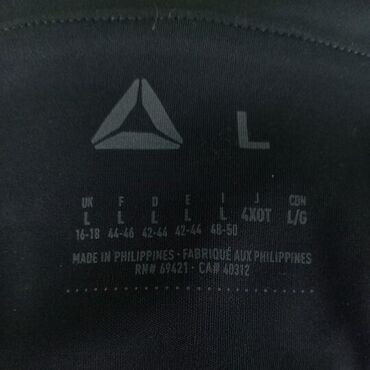 L
UK F D E I J CDN
L L L L L 4XOT L/G
16-18 44-46 42-44 42-44 48-50
MADE IN PHILIPPINES · FABRIQUÉ AUX PHILIPPINES
RN# 69421 · CA# 40312